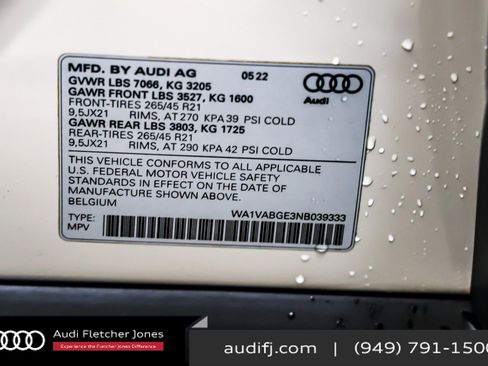 MFD. BY AUDI AG 05 22
GVWR LBS 7066, KG 3205
GAWR FRONT LBS 3527, KG 1600
FRONT-TIRES 265/45 R21
9,5JX21 RIMS, AT 270 KPA 39 PSI COLD
GAWR REAR LBS 3803, KG 1725
REAR-TIRES 265/45 R21
9,5JX21 RIMS, AT 290 KPA 42 PSI COLD
Audi
THIS VEHICLE CONFORMS TO ALL APPLICABLE
U.S. FEDERAL MOTOR VEHICLE SAFETY
STANDARDS IN EFFECT ON THE DATE OF
MANUFACTURE SHOWN ABOVE.
BELGIUM
WA1VABGE3NB039333
TYPE:
MPV
Audi Fletcher Jones
Experience the Fletcher Jones Difference.
audifj.com | (949) 791-1500